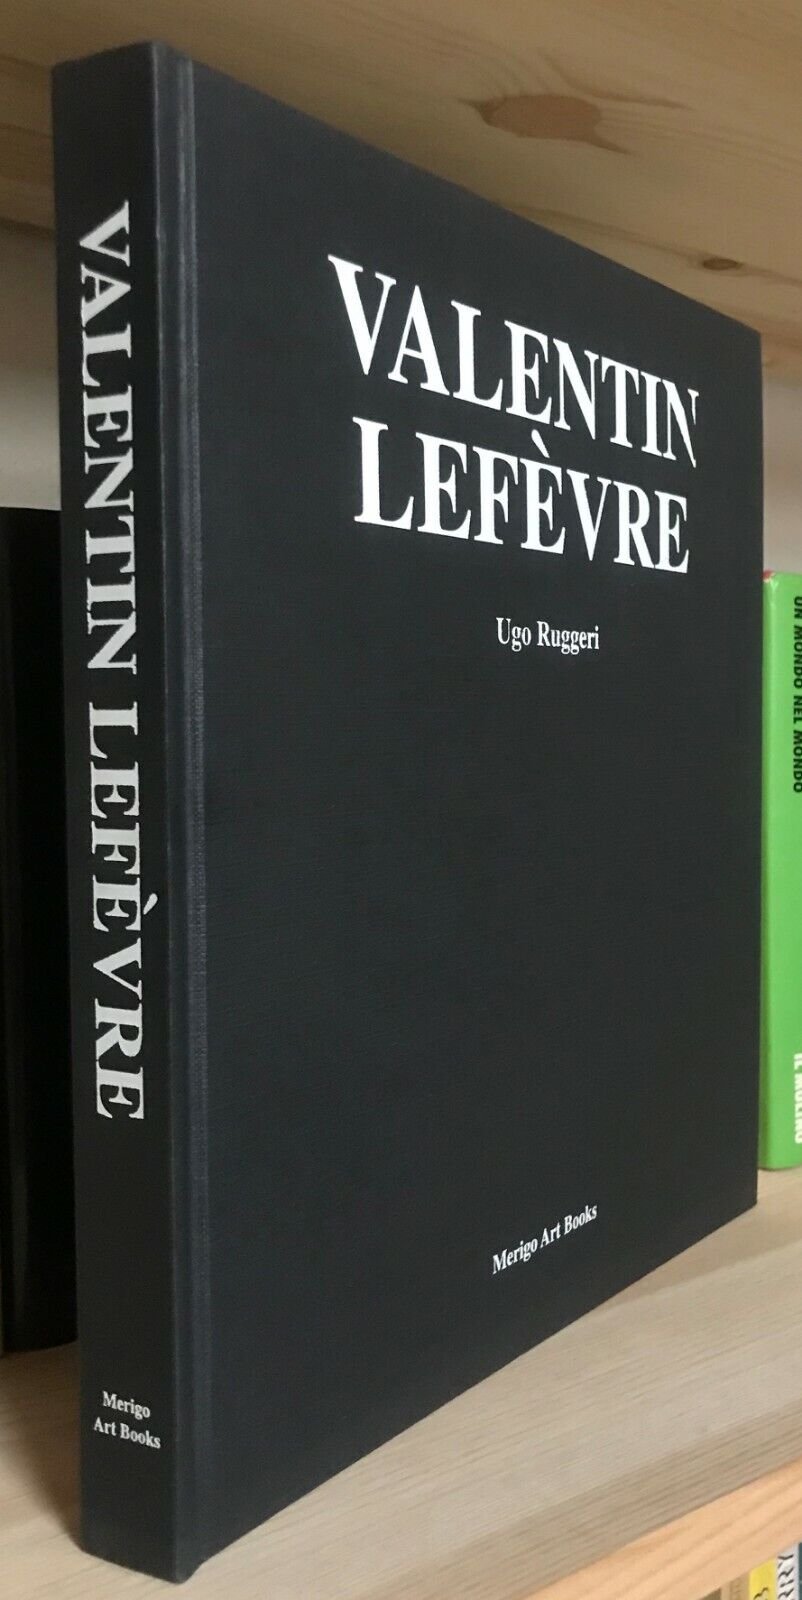 VALENTIN LEFÈVRE
Merigo
Art Books
VALENTIN
LEFÈVRE
Ugo Ruggeri
Merigo Art Books
UN MONDO NEL MONDO
IL MULINO